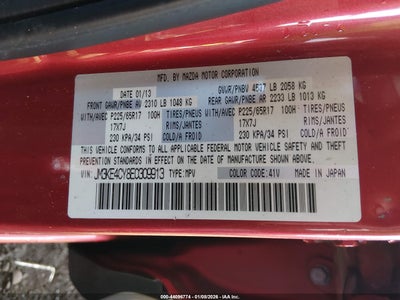 MFD. BY MAZDA MOTOR CORPORATION
DATE 01/13 GVWR/PNBV 4537 LB 2058 KG
FRONT GAWR/PNBE AV 2310 LB 1048 KG REAR GAWR/PNBE AR 2233 LB 1013 KG
WITH/AVEC P225/65R17 100H TIRES/PNEUS WITH/AVEC P225/65R17 100H TIRES/PNEUS
17X7J RIMS/JANTES 17X7J RIMS/JANTES
230 KPA/34 PSI COLD/A FROID 230 KPA/34 PSI COLD/A FROID
THIS VEHICLE CONFORMS TO ALL APPLICABLE FEDERAL MOTOR VEHICLE SAFETY,
BUMPER, AND THEFT PREVENTION STANDARDS IN EFFECT ON THE DATE OF
MANUFACTURE SHOWN ABOVE.
VIN: JM3KE4CY8E0309913 TYPE:MPV COLOR CODE:41V MADE IN JAPAN
000-44096774 - 01/09/2026 - IAA Inc.